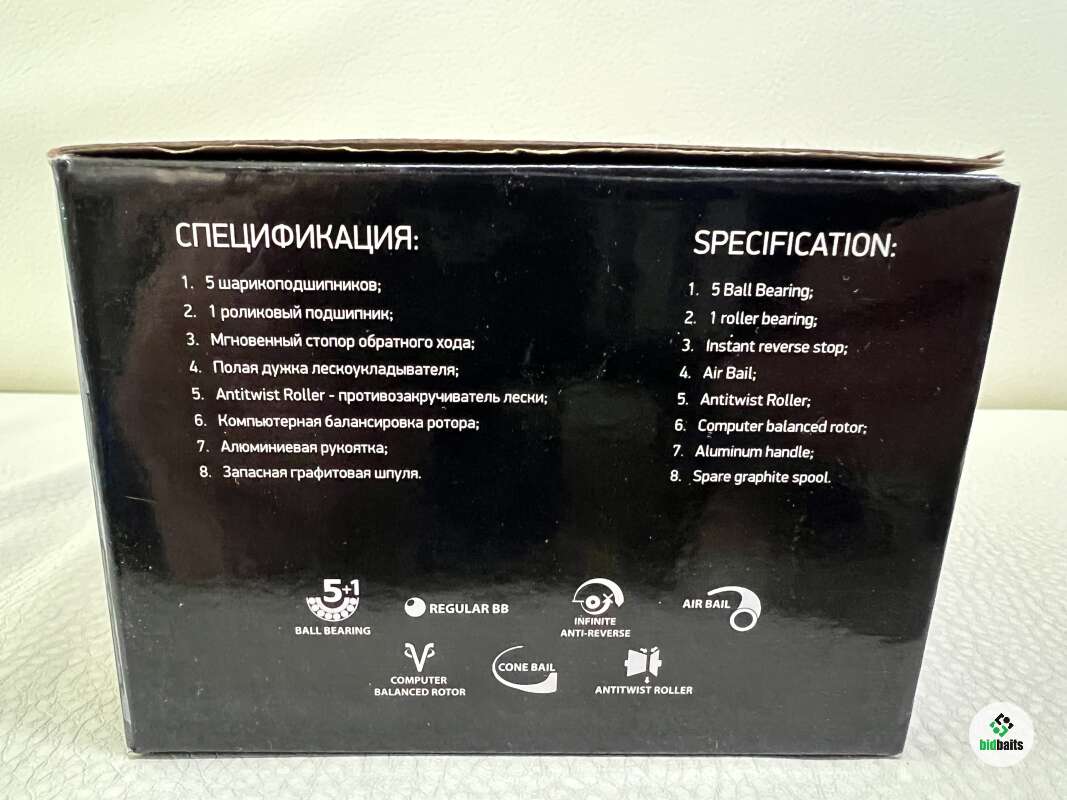 СПЕЦИФИКАЦИЯ:
1. 5 шарикоподшипников;
2. 1 роликовый подшипник;
3. Мгновенный стопор обратного хода;
4. Полая дужка лескоукладывателя;
5. Antitwist Roller - противозакручиватель лески;
6. Компьютерная балансировка ротора;
7. Алюминиевая рукоятка;
8. Запасная графитовая шпуля.
SPECIFICATION:
1. 5 Ball Bearing;
2. 1 roller bearing;
3. Instant reverse stop;
4. Air Bail;
5. Antitwist Roller;
6. Computer balanced rotor;
7. Aluminum handle;
8. Spare graphite spool.
5+1
BALL BEARING
REGULAR BB
INFINITE
ANTI-REVERSE
AIR BAIL
COMPUTER
BALANCED ROTOR
CONE BAIL
ANTITWIST ROLLER
bidbaits